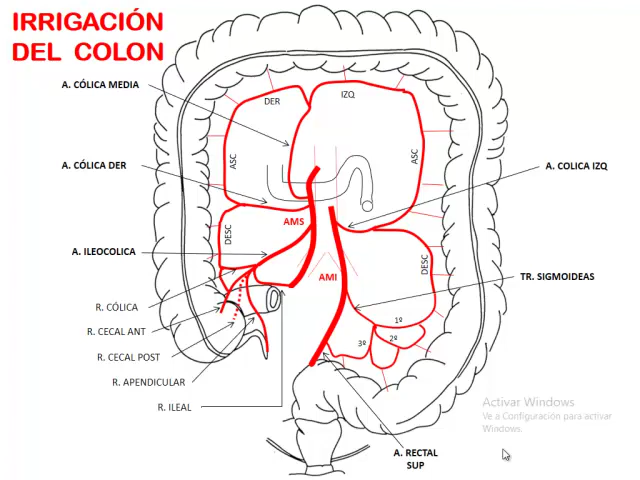 IRRIGACIÓN
DEL COLON
A. CÓLICA MEDIA
DER
IZQ
ASC
ASC
A. CÓLICA DER
A. COLICA IZQ
AMS
DESC
A. ILEOCOLICA
DESC
AMI
TR. SIGMOIDEAS
R. CÓLICA
1º
R. CECAL ANT
2º
3º
R. CECAL POST
R. APENDICULAR
R. ILEAL
Activar Windows
Ve a Configuración para activar
Windows.
A. RECTAL
SUP